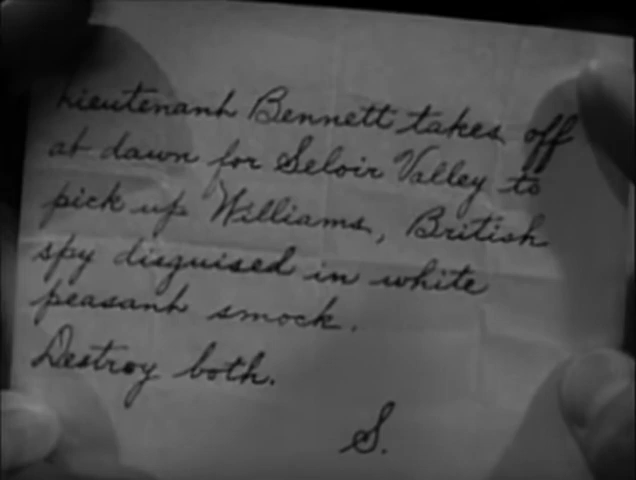 Lieutenant Bennett takes off
at dawn for Seloir Valley to
pick up Williams, British
spy disguised in white
peasant smock.
Destroy both.
S.